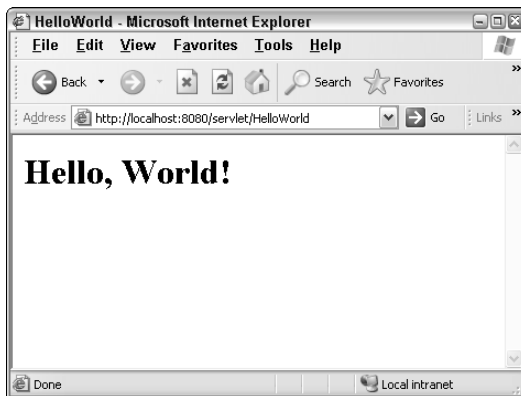 HelloWorld - Microsoft Internet Explorer
File Edit View Favorites Tools Help
Back Search Favorites »
Address http://localhost:8080/servlet/HelloWorld Go Links »
Hello, World!
Done Local intranet